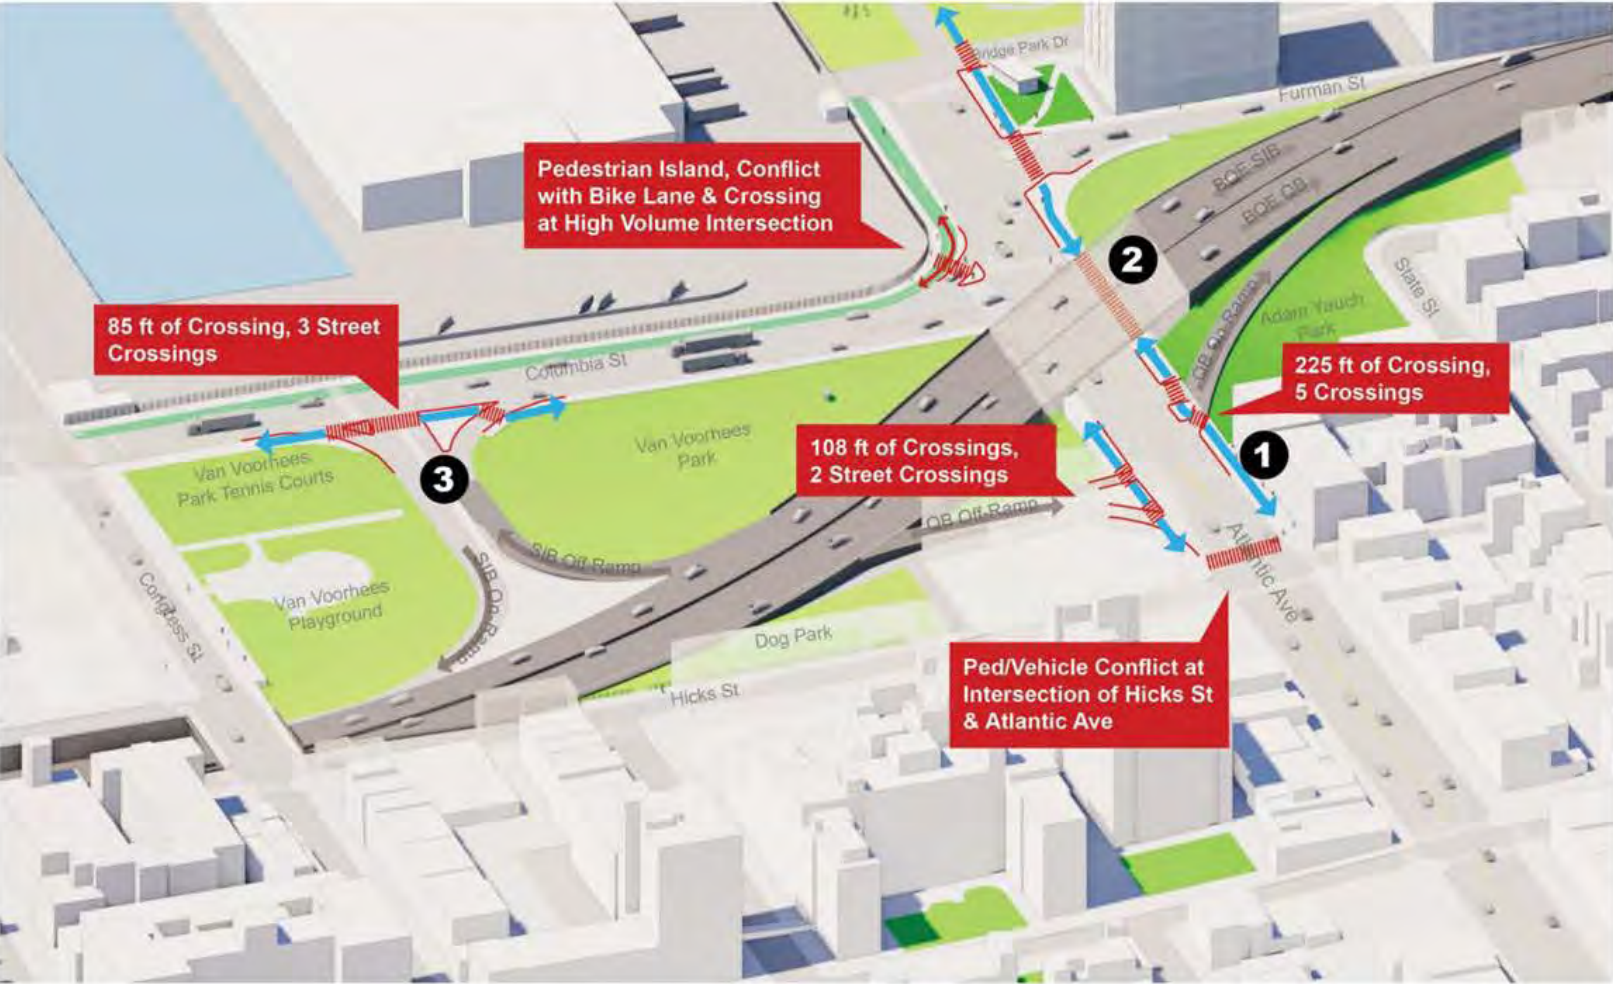 Bridge Park Dr
Furman St
Pedestrian Island, Conflict
with Bike Lane & Crossing
at High Volume Intersection
BQE SIB
BQE QB
2
State St
Adam Yauch
Park
QB On-Ramp
85 ft of Crossing, 3 Street
Crossings
Columbia St
225 ft of Crossing,
5 Crossings
Van Voorhees
Park
108 ft of Crossings,
2 Street Crossings
1
Van Voorhees
Park Tennis Courts
3
QB Off-Ramp
Atlantic Ave
SIB Off-Ramp
SIB On-Ramp
Van Voorhees
Playground
Congress St
Dog Park
Hicks St
Ped/Vehicle Conflict at
Intersection of Hicks St
& Atlantic Ave